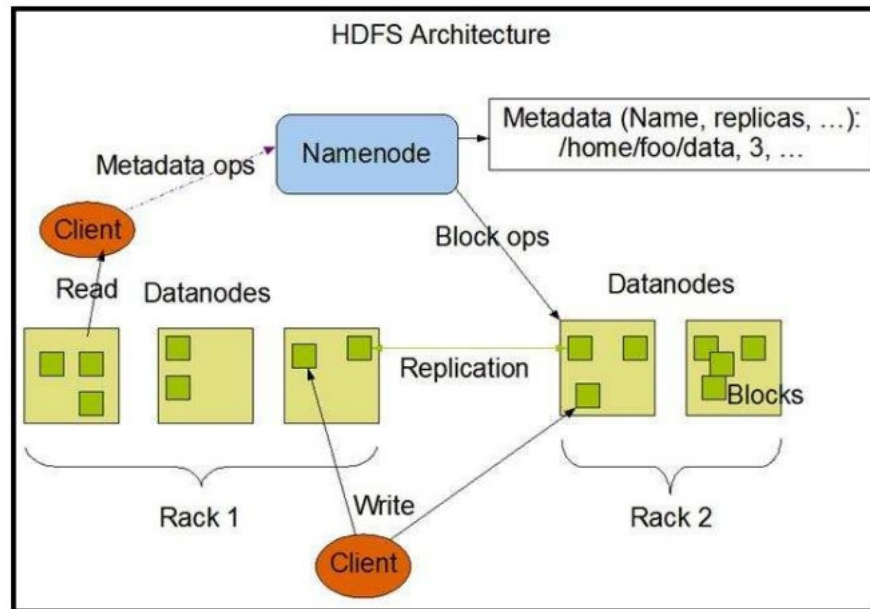 HDFS Architecture
Metadata (Name, replicas, ...):
/home/foo/data, 3, ...
Namenode
Metadata ops
Client
Block ops
Read
Datanodes
Datanodes
Replication
Blocks
Rack 1
Write
Rack 2
Client